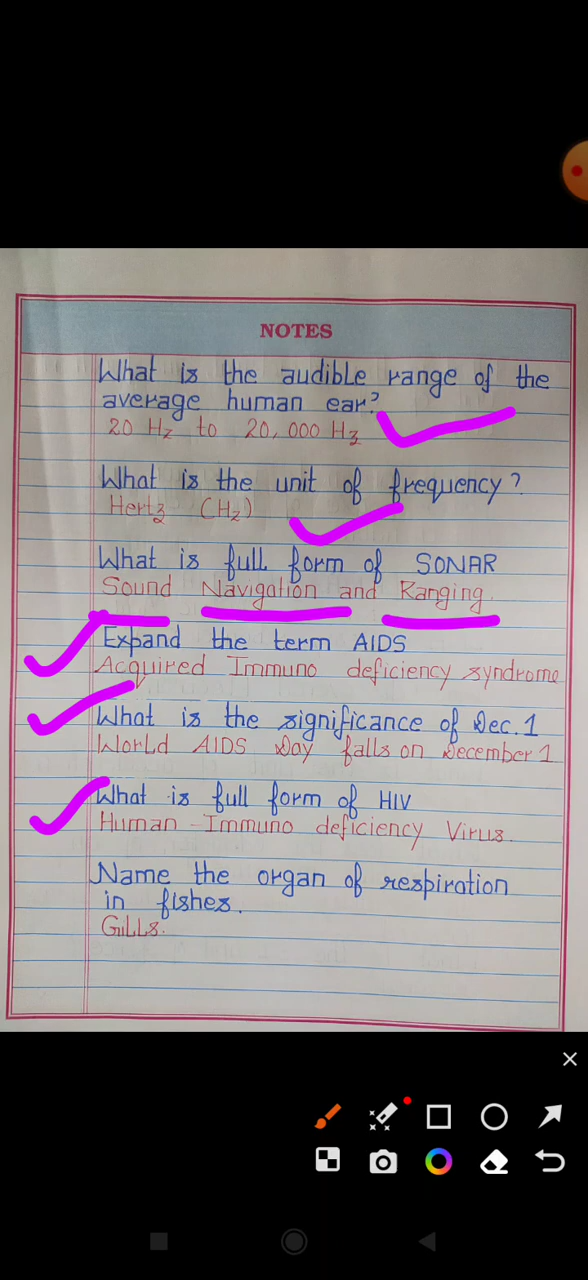 NOTES
What is the audible range of the
average human ear?
20 Hz to 20,000 Hz
What is the unit of frequency?
Hertz (Hz)
What is full form of SONAR
Sound Navigation and Ranging.
Expand the term AIDS
Acquired Immuno deficiency syndrome
What is the significance of Dec. 1
World AIDS Day falls on December 1
What is full form of HIV
Human-Immuno deficiency Virus.
Name the organ of respiration
in fishes.
Gills.